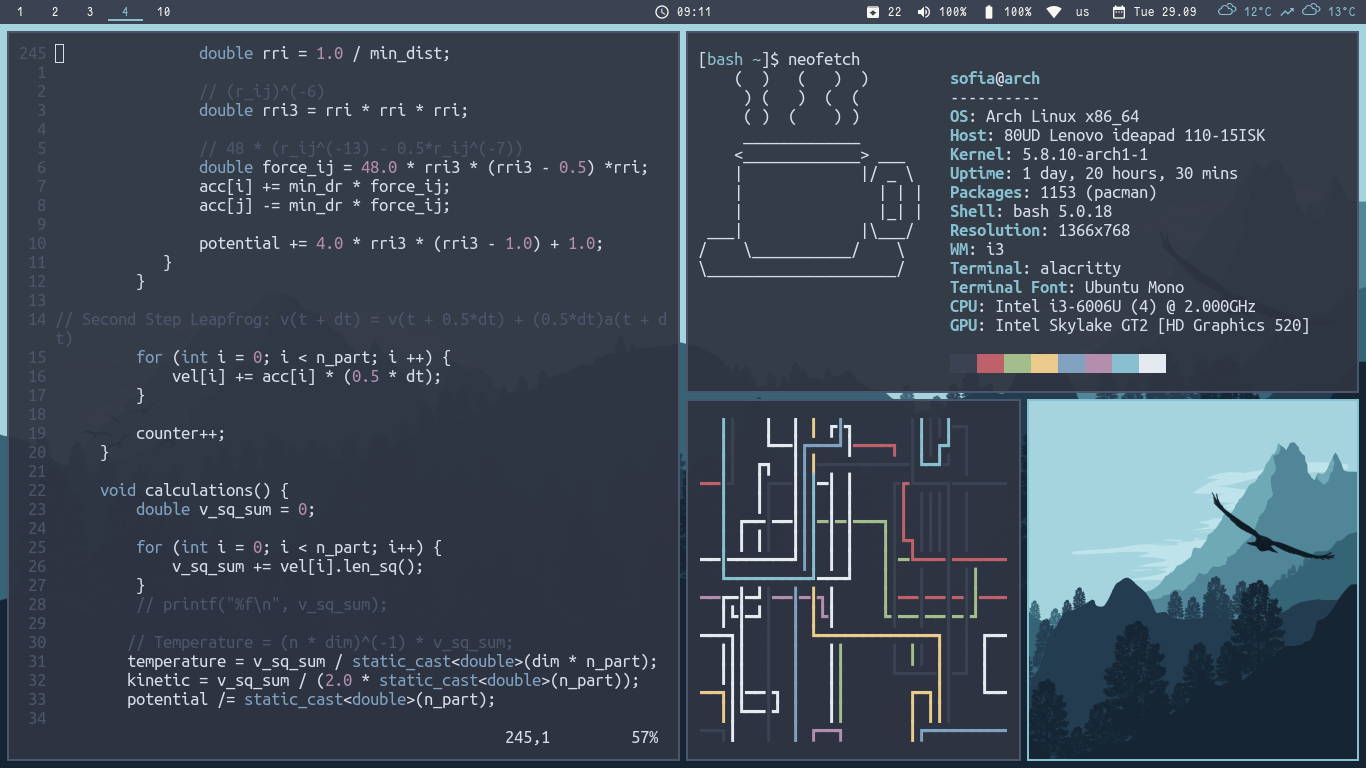 1 2 3 4 10 09:11 22 100% 100% us Tue 29.09 12°C 13°C
245 double rri = 1.0 / min_dist;
1
2 // (r_ij)^(-6)
3 double rri3 = rri * rri * rri;
4
5 // 48 * (r_ij^(-13) - 0.5*r_ij^(-7))
6 double force_ij = 48.0 * rri3 * (rri3 - 0.5) *rri;
7 acc[i] += min_dr * force_ij;
8 acc[j] -= min_dr * force_ij;
9
10 potential += 4.0 * rri3 * (rri3 - 1.0) + 1.0;
11 }
12 }
13
14 // Second Step Leapfrog: v(t + dt) = v(t + 0.5*dt) + (0.5*dt)a(t + d
t)
15 for (int i = 0; i < n_part; i ++) {
16 vel[i] += acc[i] * (0.5 * dt);
17 }
18
19 counter++;
20 }
21
22 void calculations() {
23 double v_sq_sum = 0;
24
25 for (int i = 0; i < n_part; i++) {
26 v_sq_sum += vel[i].len_sq();
27 }
28 // printf("%f\n", v_sq_sum);
29
30 // Temperature = (n * dim)^(-1) * v_sq_sum;
31 temperature = v_sq_sum / static_cast<double>(dim * n_part);
32 kinetic = v_sq_sum / (2.0 * static_cast<double>(n_part));
33 potential /= static_cast<double>(n_part);
34
245,1 57%
[bash ~]$ neofetch
sofia@arch
----------
OS: Arch Linux x86_64
Host: 80UD Lenovo ideapad 110-15ISK
Kernel: 5.8.10-arch1-1
Uptime: 1 day, 20 hours, 30 mins
Packages: 1153 (pacman)
Shell: bash 5.0.18
Resolution: 1366x768
WM: i3
Terminal: alacritty
Terminal Font: Ubuntu Mono
CPU: Intel i3-6006U (4) @ 2.000GHz
GPU: Intel Skylake GT2 [HD Graphics 520]